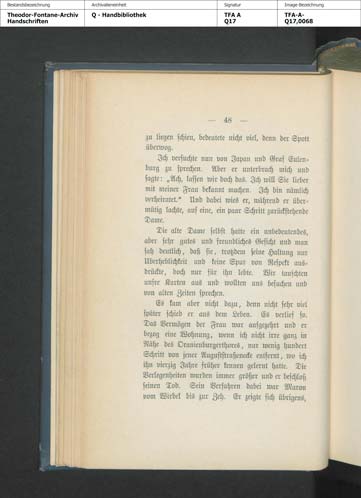 Bestandsbezeichnung Archivalieneinheit Signatur Image Bezeichnung
Theodor-Fontane-Archiv Q - Handbibliothek TFA A TFA-A-
Handschriften Q17 Q17,0068
— 48 —
zu liegen schien, bedeutete nicht viel, denn der Spott
überwog.
Ich versuchte nun von Japan und Graf Eulen-
burg zu sprechen. Aber er unterbrach mich und
sagte: „Ach, lassen wir doch das. Ich will Sie lieber
mit meiner Frau bekannt machen. Ich bin nämlich
verheiratet.“ Und dabei wies er, während er über-
mütig lachte, auf eine, ein paar Schritt zurückstehende
Dame.
Die alte Dame selbst hatte ein unbedeutendes,
aber sehr gutes und freundliches Gesicht und man
sah deutlich, daß sie, trotzdem seine Haltung nur
Überheblichkeit und keine Spur von Respekt aus-
drückte, doch nur für ihn lebte. Wir tauschten
unsre Karten aus und wollten uns besuchen und
von alten Zeiten sprechen.
Es kam aber nicht dazu, denn nicht sehr viel
später schied er aus dem Leben. Es verlief so.
Das Vermögen der Frau war aufgezehrt und er
bezog eine Wohnung, wenn ich nicht irre ganz in
Nähe des Oranienburgerthores, nur wenig hundert
Schritt von jener Auguststraßenecke entfernt, wo ich
ihn vierzig Jahre früher kennen gelernt hatte. Die
Verlegenheiten wurden immer größer und er beschloß
seinen Tod. Sein Verfahren dabei war Maron
vom Wirbel bis zur Zeh. Er zeigte sich übrigens,